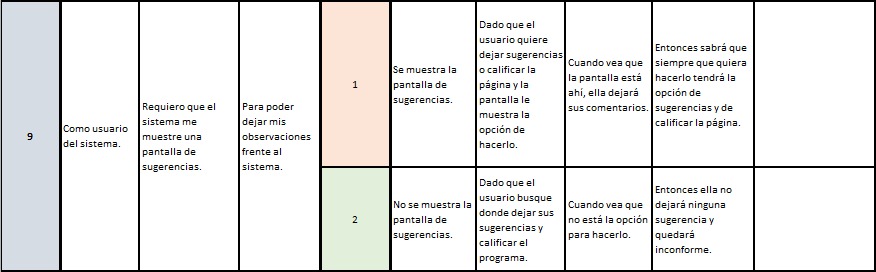 9
Como usuario
del sistema.
Requiero que el
sistema me
muestre una
pantalla de
sugerencias.
Para poder
dejar mis
observaciones
frente al
sistema.
1
Se muestra la
pantalla de
sugerencias.
Dado que el
usuario quiere
dejar sugerencias
o calificar la
página y la
pantalla le
muestra la
opción de
hacerlo.
Cuando vea que
la pantalla está
ahí, ella dejará
sus comentarios.
Entonces sabrá que
siempre que quiera
hacerlo tendrá la
opción de
sugerencias y de
calificar la página.
2
No se muestra la
pantalla de
sugerencias.
Dado que el
usuario busque
donde dejar sus
sugerencias y
calificar el
programa.
Cuando vea que
no está la opción
para hacerlo.
Entonces ella no
dejará ninguna
sugerencia y
quedará
inconforme.